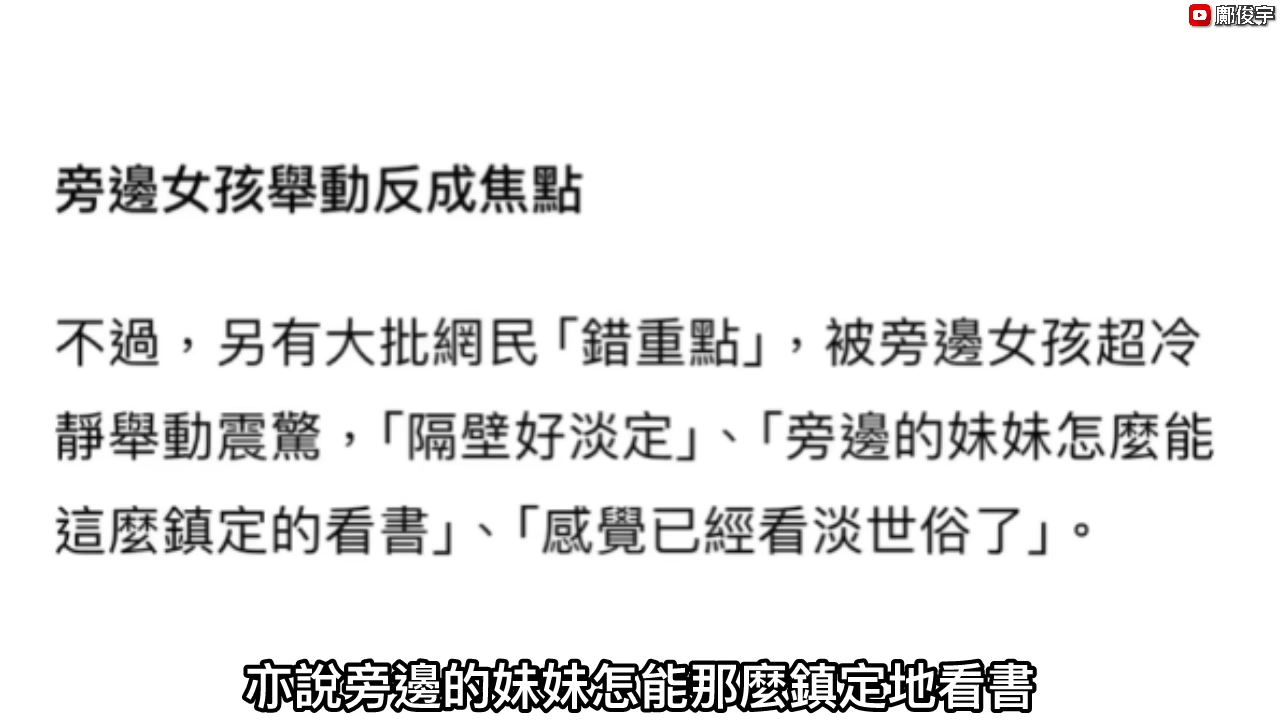 鄺俊宇
旁邊女孩舉動反成焦點
不過，另有大批網民「錯重點」，被旁邊女孩超冷
靜舉動震驚，「隔壁好淡定」、「旁邊的妹妹怎麼能
這麼鎮定的看書」、「感覺已經看淡世俗了」。
亦說旁邊的妹妹怎能那麼鎮定地看書